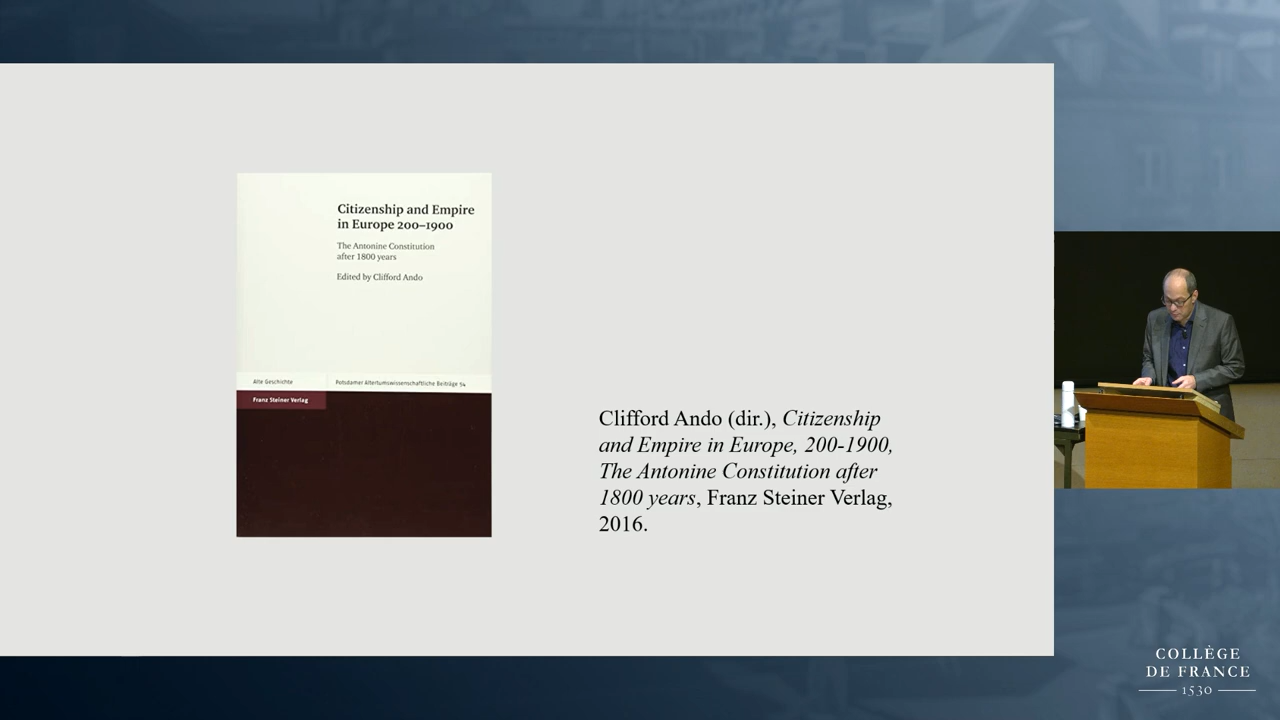 Citizenship and Empire
in Europe 200–1900
The Antonine Constitution
after 1800 years
Edited by Clifford Ando
Alte Geschichte
Potsdamer Altertumswissenschaftliche Beiträge 54
Franz Steiner Verlag
Clifford Ando (dir.), Citizenship
and Empire in Europe, 200-1900,
The Antonine Constitution after
1800 years, Franz Steiner Verlag,
2016.
COLLÈGE
DE FRANCE
1530